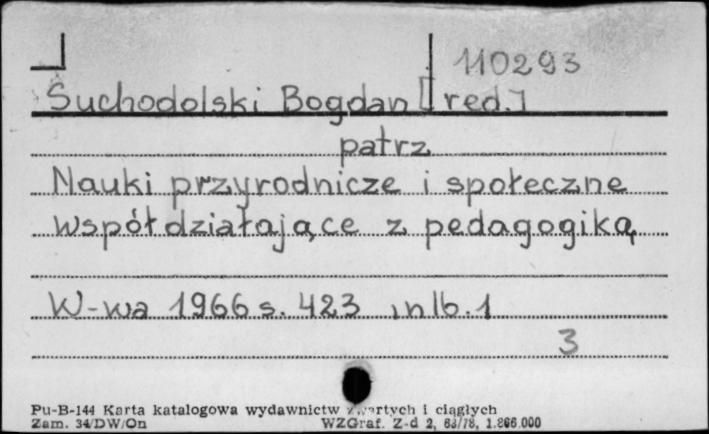 110293
Suchodolski Bogdan [red.]
patrz
Nauki przyrodnicze i społeczne
współdziałające z pedagogiką
W-wa 1966 s. 423 , nlb. 1
3
Pu-B-144 Karta katalogowa wydawnictw zwartych i ciągłych
Zam. 34/DW/On WZGraf. Z-d 2, 63/78, 1.266.000